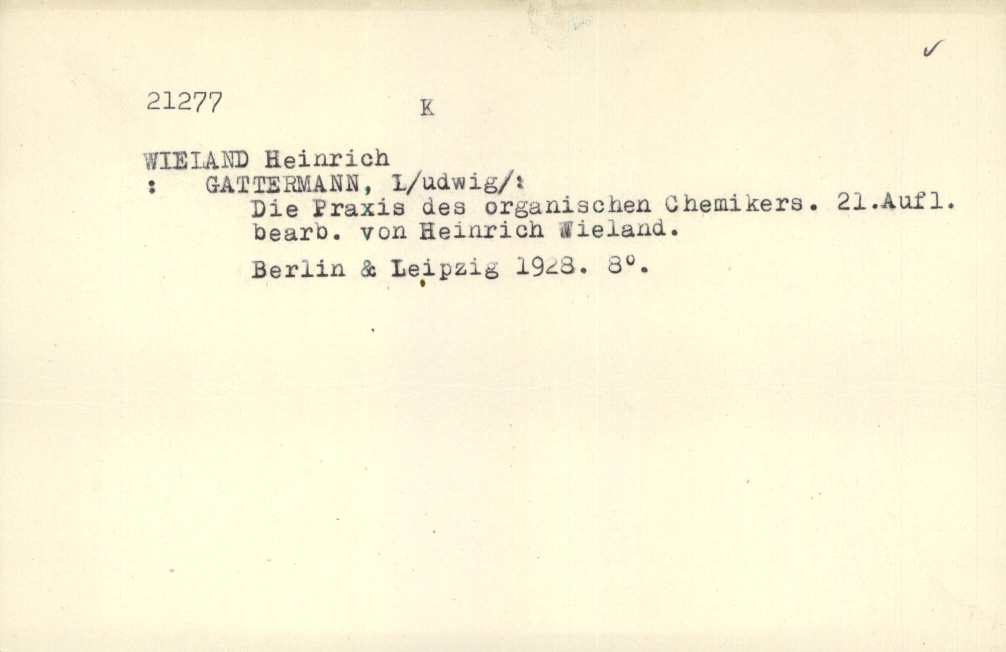 21277 K
WIELAND Heinrich
: GATTERMANN, L/udwig/:
Die Praxis des organischen Chemikers. 21.Aufl.
bearb. von Heinrich Wieland.
Berlin & Leipzig 1928. 8°.